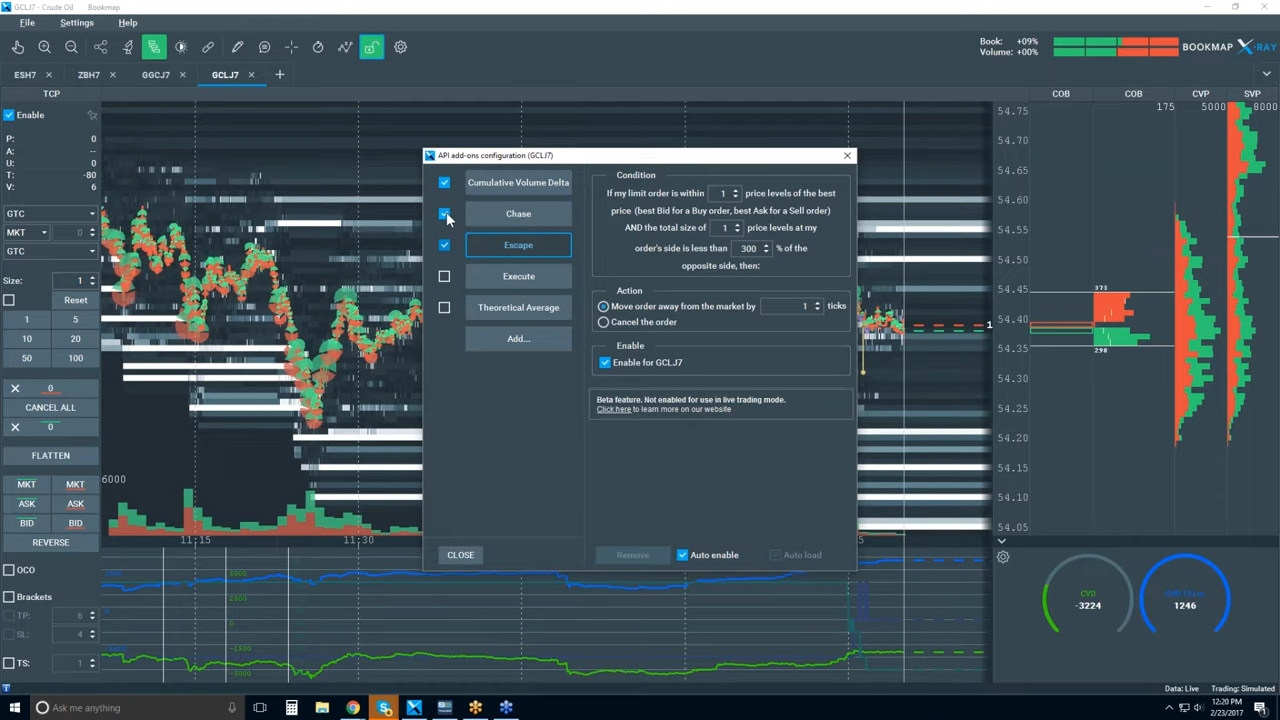 GCLJ7 - Crude Oil Bookmap
File Settings Help
Book: +09%
Volume: +00%
BOOKMAP X-RAY
ESH7 ZBH7 GGCJ7 GCLJ7
TCP
COB COB CVP SVP
Enable
175 5000 8000
P: 0
A: --
U: 0
T: -80
V: 6
GTC
MKT 0
GTC
Size: 1
Reset
1 5
10 20
50 100
0
CANCEL ALL
0
FLATTEN
MKT MKT
ASK ASK
BID BID
REVERSE
OCO
Brackets
TP: 6
SL: 4
TS: 1
API add-ons configuration (GCLJ7)
Cumulative Volume Delta
Chase
Escape
Execute
Theoretical Average
Add...
CLOSE
Condition
If my limit order is within 1 price levels of the best
price (best Bid for a Buy order, best Ask for a Sell order)
AND the total size of 1 price levels at my
order's side is less than 300 % of the
opposite side, then:
Action
Move order away from the market by 1 ticks
Cancel the order
Enable
Enable for GCLJ7
Beta feature. Not enabled for use in live trading mode.
Click here to learn more on our website
Remove Auto enable Auto load
54.75
54.70
54.65
54.60
54.55
54.50
54.45
54.40
54.35
54.30
54.25
54.20
54.15
54.10
54.05
373
298
1
6000
11:15 11:30
5000
2500
0
-2500
-5000
CVD
-3224
1246
Data: Live Trading: Simulated
Ask me anything
12:20 PM
2/23/2017